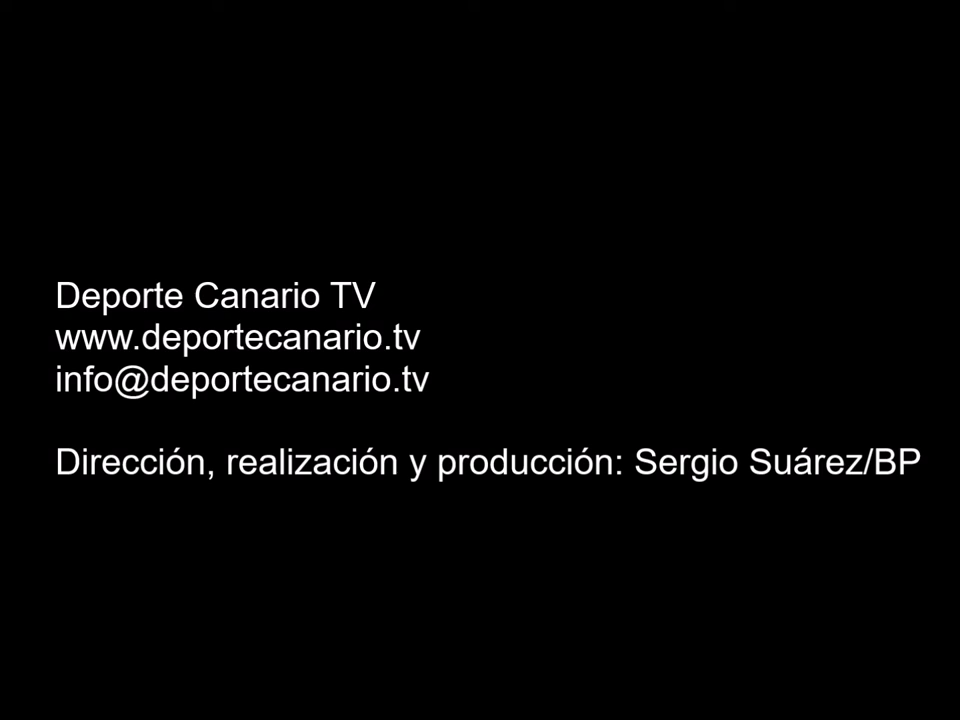 Deporte Canario TV
www.deportecanario.tv
info@deportecanario.tv
Dirección, realización y producción: Sergio Suárez/BP